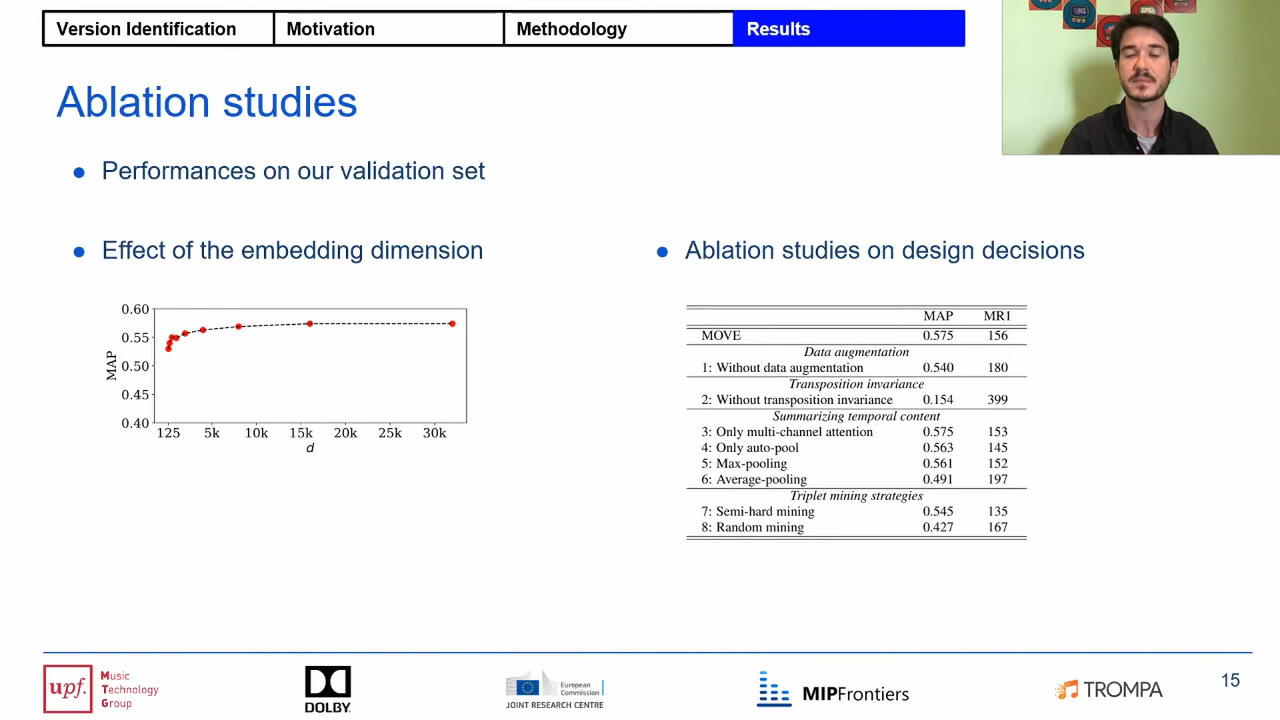 Version Identification
Motivation
Methodology
Results
Ablation studies
Performances on our validation set
Effect of the embedding dimension
Ablation studies on design decisions
0.60
0.55
0.50
0.45
0.40
MAP
125 5k 10k 15k 20k 25k 30k
d
MAP MR1
MOVE 0.575 156
Data augmentation
1: Without data augmentation 0.540 180
Transposition invariance
2: Without transposition invariance 0.154 399
Summarizing temporal content
3: Only multi-channel attention 0.575 153
4: Only auto-pool 0.563 145
5: Max-pooling 0.561 152
6: Average-pooling 0.491 197
Triplet mining strategies
7: Semi-hard mining 0.545 135
8: Random mining 0.427 167
upf.
Music
Technology
Group
DOLBY
European
Commission
JOINT RESEARCH CENTRE
MIPFrontiers
TROMPA
15